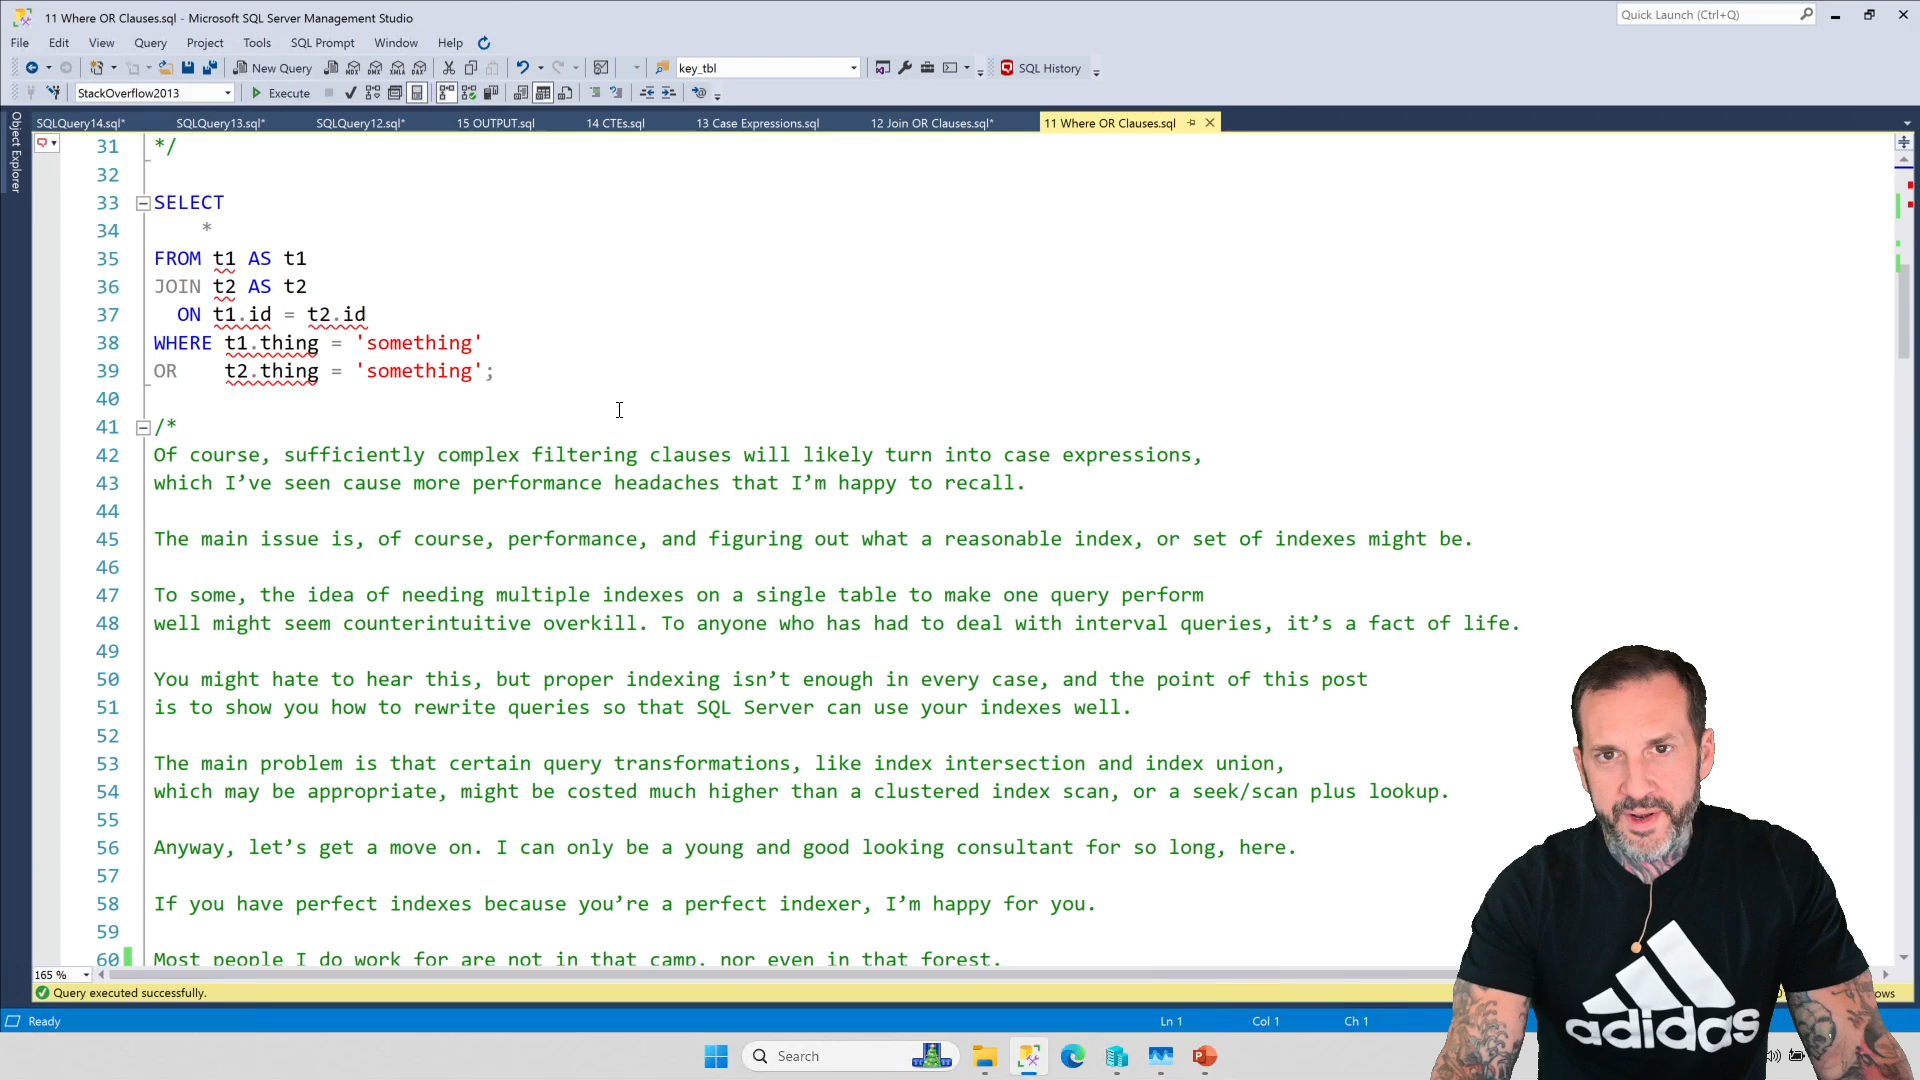 11 Where OR Clauses.sql - Microsoft SQL Server Management Studio
Quick Launch (Ctrl+Q)
File Edit View Query Project Tools SQL Prompt Window Help
New Query MDX DMX XMLA DAX key_tbl SQL History
StackOverflow2013 Execute
SQLQuery14.sql* SQLQuery13.sql* SQLQuery12.sql* 15 OUTPUT.sql 14 CTEs.sql 13 Case Expressions.sql 12 Join OR Clauses.sql* 11 Where OR Clauses.sql
Object Explorer
31 */
32
33 SELECT
34 *
35 FROM t1 AS t1
36 JOIN t2 AS t2
37 ON t1.id = t2.id
38 WHERE t1.thing = 'something'
39 OR t2.thing = 'something';
40
41 /*
42 Of course, sufficiently complex filtering clauses will likely turn into case expressions,
43 which I’ve seen cause more performance headaches that I’m happy to recall.
44
45 The main issue is, of course, performance, and figuring out what a reasonable index, or set of indexes might be.
46
47 To some, the idea of needing multiple indexes on a single table to make one query perform
48 well might seem counterintuitive overkill. To anyone who has had to deal with interval queries, it’s a fact of life.
49
50 You might hate to hear this, but proper indexing isn’t enough in every case, and the point of this post
51 is to show you how to rewrite queries so that SQL Server can use your indexes well.
52
53 The main problem is that certain query transformations, like index intersection and index union,
54 which may be appropriate, might be costed much higher than a clustered index scan, or a seek/scan plus lookup.
55
56 Anyway, let’s get a move on. I can only be a young and good looking consultant for so long, here.
57
58 If you have perfect indexes because you’re a perfect indexer, I’m happy for you.
59
60 Most people I do work for are not in that camp, nor even in that forest.
165 %
Query executed successfully.
ows
Ready Ln 1 Col 1 Ch 1
Search
adidas